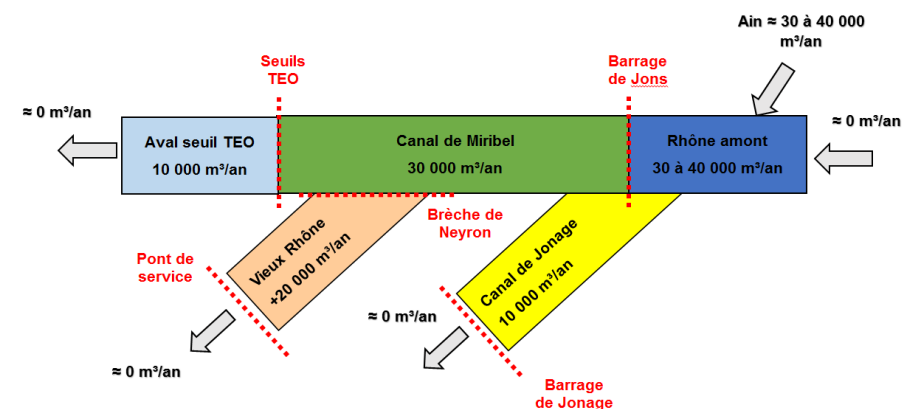 Ain ≈ 30 à 40 000
m³/an
Seuils
TEO
Barrage
de Jons
≈ 0 m³/an
≈ 0 m³/an
Aval seuil TEO
10 000 m³/an
Canal de Miribel
30 000 m³/an
Rhône amont
30 à 40 000 m³/an
Brèche de
Neyron
Vieux Rhône
+20 000 m³/an
Canal de Jonage
10 000 m³/an
Pont de
service
≈ 0 m³/an
≈ 0 m³/an
Barrage
de Jonage